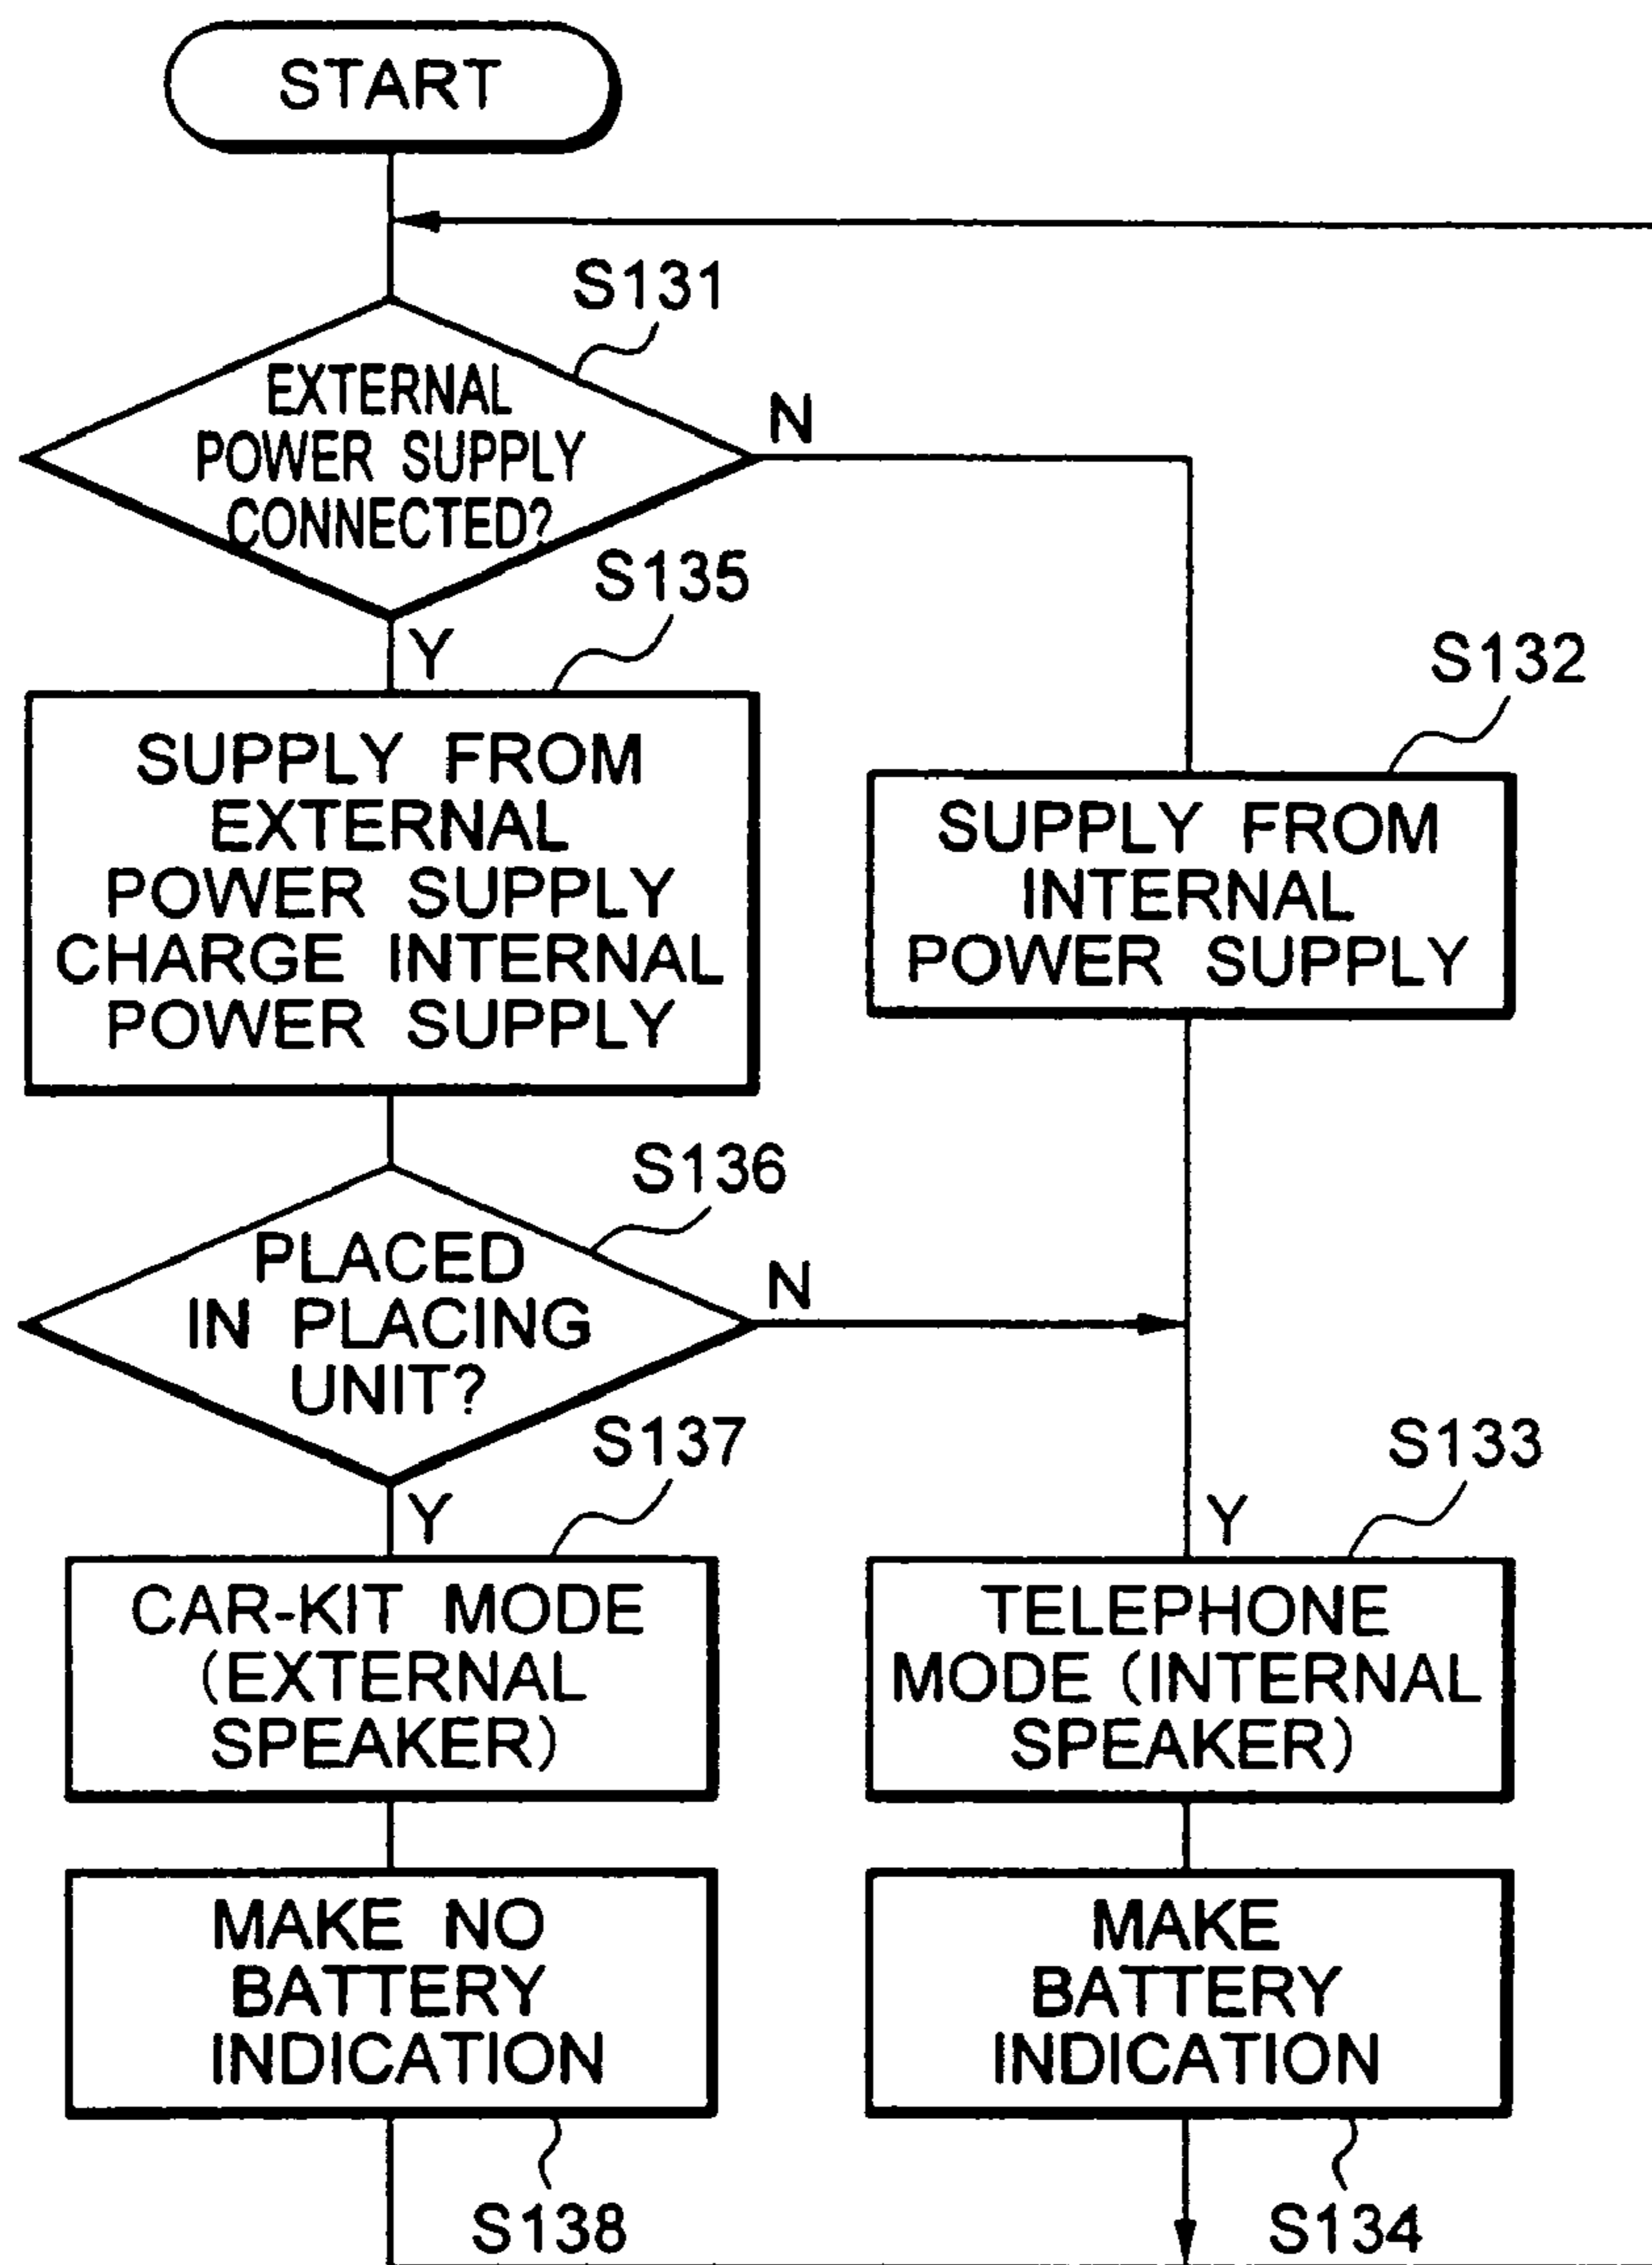 START
S131
EXTERNAL
POWER SUPPLY
CONNECTED?
N
S135
Y
SUPPLY FROM
EXTERNAL
POWER SUPPLY
CHARGE INTERNAL
POWER SUPPLY
S132
SUPPLY FROM
INTERNAL
POWER SUPPLY
S136
PLACED
IN PLACING
UNIT?
N
S137
Y
CAR-KIT MODE
(EXTERNAL
SPEAKER)
S133
Y
TELEPHONE
MODE (INTERNAL
SPEAKER)
MAKE NO
BATTERY
INDICATION
S138
MAKE
BATTERY
INDICATION
S134